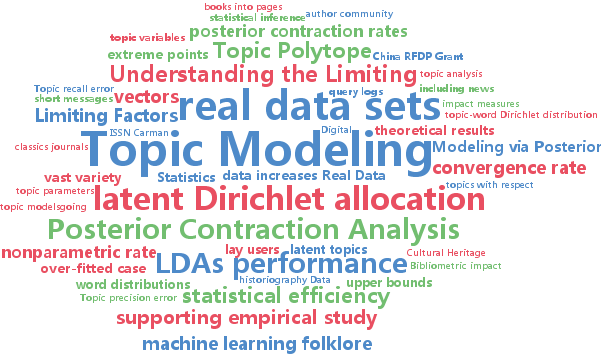 books into pages
statistical inference author community
topic variables posterior contraction rates
extreme points Topic Polytope China RFDP Grant
Understanding the Limiting topic analysis
Topic recall error query logs including news
short messages vectors real data sets impact measures
Limiting Factors topic-word Dirichlet distribution
ISSN Carman Digital theoretical results
classics journals Topic Modeling Modeling via Posterior
convergence rate
vast variety Statistics data increases Real Data
topics with respect
topic parameters latent Dirichlet allocation
topic modelsgoing
Posterior Contraction Analysis
nonparametric rate lay users latent topics Cultural Heritage
over-fitted case LDAs performance Bibliometric impact
word distributions historiography Data upper bounds
Topic precision error statistical efficiency
supporting empirical study
machine learning folklore